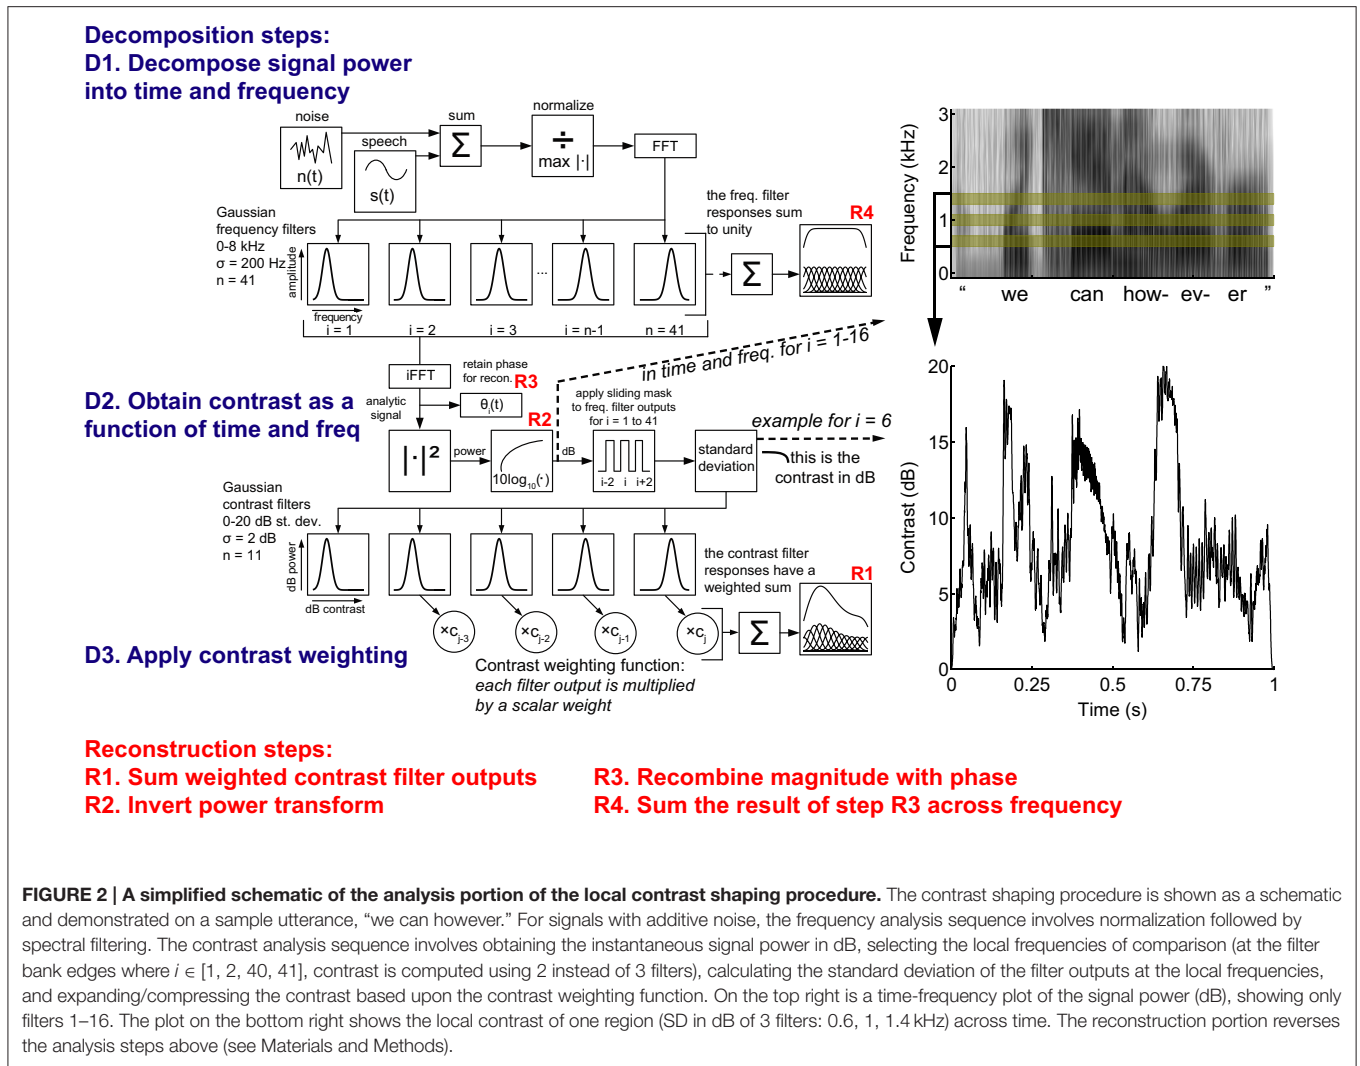 Decomposition steps:
D1. Decompose signal power
into time and frequency
noise
n(t)
speech
s(t)
sum
Σ
normalize
÷
max |·|
FFT
Gaussian
frequency filters
0-8 kHz
σ = 200 Hz
n = 41
amplitude
frequency
...
i = 1
i = 2
i = 3
i = n-1
n = 41
the freq. filter
responses sum
to unity
Σ
R4
iFFT
analytic
signal
retain phase
for recon.
R3
θi(t)
D2. Obtain contrast as a
function of time and freq
|·|²
power
R2
10log10(·)
dB
in time and freq. for i = 1-16
apply sliding mask
to freq. filter outputs
for i = 1 to 41
i-2 i i+2
standard
deviation
example for i = 6
this is the
contrast in dB
Gaussian
contrast filters
0-20 dB st. dev.
σ = 2 dB
n = 11
dB power
dB contrast
×cj-3
×cj-2
×cj-1
×cj
the contrast filter
responses have a
weighted sum
Σ
R1
D3. Apply contrast weighting
Contrast weighting function:
each filter output is multiplied
by a scalar weight
Frequency (kHz)
3
2
1
0
“ we can how- ev- er ”
Contrast (dB)
20
15
10
5
0
0 0.25 0.5 0.75 1
Time (s)
Reconstruction steps:
R1. Sum weighted contrast filter outputs
R2. Invert power transform
R3. Recombine magnitude with phase
R4. Sum the result of step R3 across frequency
FIGURE 2 | A simplified schematic of the analysis portion of the local contrast shaping procedure. The contrast shaping procedure is shown as a schematic
and demonstrated on a sample utterance, “we can however.” For signals with additive noise, the frequency analysis sequence involves normalization followed by
spectral filtering. The contrast analysis sequence involves obtaining the instantaneous signal power in dB, selecting the local frequencies of comparison (at the filter
bank edges where i ∈ [1, 2, 40, 41], contrast is computed using 2 instead of 3 filters), calculating the standard deviation of the filter outputs at the local frequencies,
and expanding/compressing the contrast based upon the contrast weighting function. On the top right is a time-frequency plot of the signal power (dB), showing only
filters 1–16. The plot on the bottom right shows the local contrast of one region (SD in dB of 3 filters: 0.6, 1, 1.4 kHz) across time. The reconstruction portion reverses
the analysis steps above (see Materials and Methods).